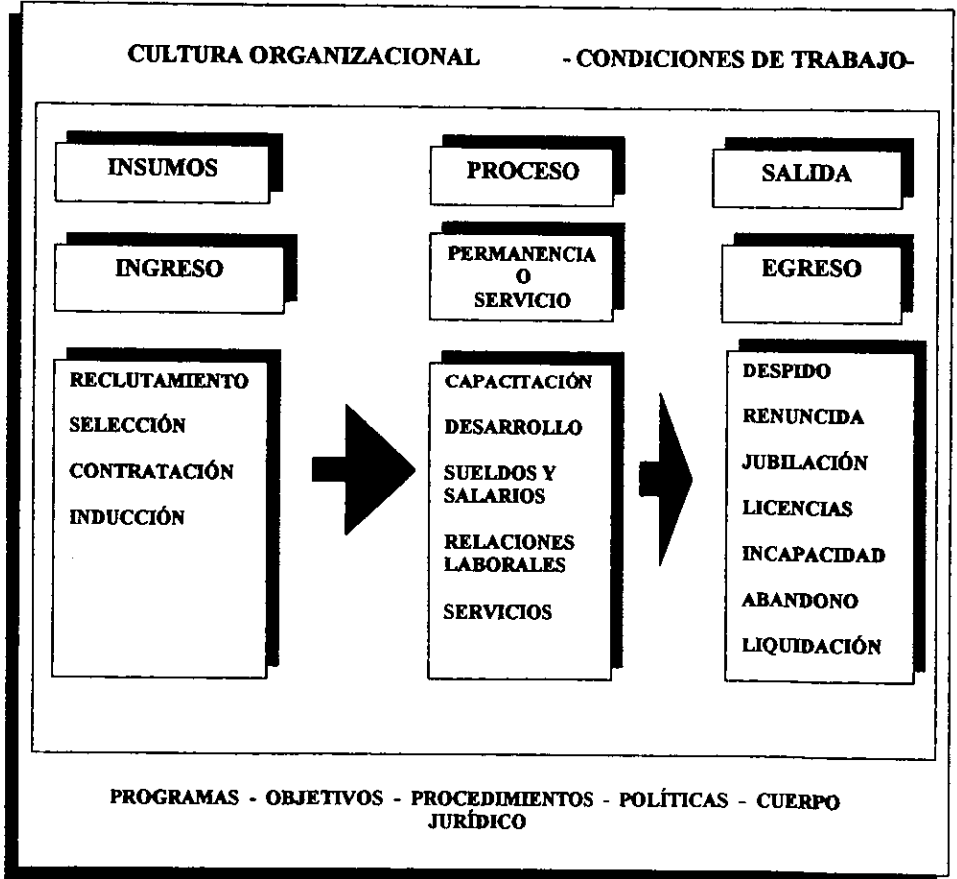 CULTURA ORGANIZACIONAL - CONDICIONES DE TRABAJO-
INSUMOS
PROCESO
SALIDA
INGRESO
PERMANENCIA
O
SERVICIO
EGRESO
RECLUTAMIENTO
SELECCIÓN
CONTRATACIÓN
INDUCCIÓN
CAPACITACIÓN
DESARROLLO
SUELDOS Y
SALARIOS
RELACIONES
LABORALES
SERVICIOS
DESPIDO
RENUNCIDA
JUBILACIÓN
LICENCIAS
INCAPACIDAD
ABANDONO
LIQUIDACIÓN
PROGRAMAS - OBJETIVOS - PROCEDIMIENTOS - POLÍTICAS - CUERPO
JURÍDICO